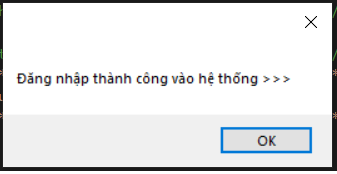 Đăng nhập thành công vào hệ thống >>>
OK